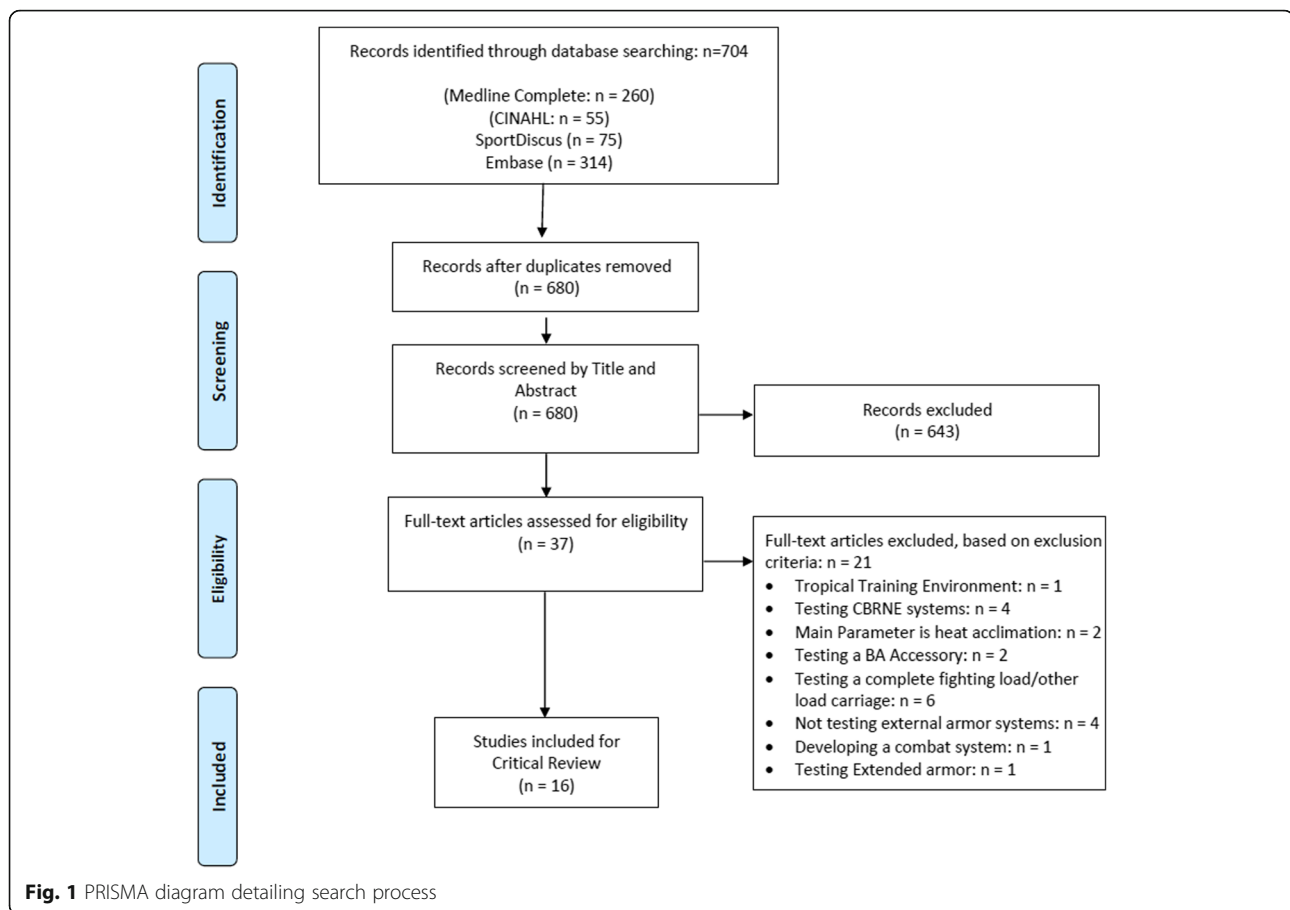 Identification
Records identified through database searching: n=704
(Medline Complete: n = 260)
(CINAHL: n = 55)
SportDiscus (n = 75)
Embase (n = 314)
Records after duplicates removed
(n = 680)
Screening
Records screened by Title and
Abstract
(n = 680)
Records excluded
(n = 643)
Eligibility
Full-text articles assessed for eligibility
(n = 37)
Full-text articles excluded, based on exclusion
criteria: n = 21
• Tropical Training Environment: n = 1
• Testing CBRNE systems: n = 4
• Main Parameter is heat acclimation: n = 2
• Testing a BA Accessory: n = 2
• Testing a complete fighting load/other
load carriage: n = 6
• Not testing external armor systems: n = 4
• Developing a combat system: n = 1
• Testing Extended armor: n = 1
Included
Studies included for
Critical Review
(n = 16)
Fig. 1 PRISMA diagram detailing search process